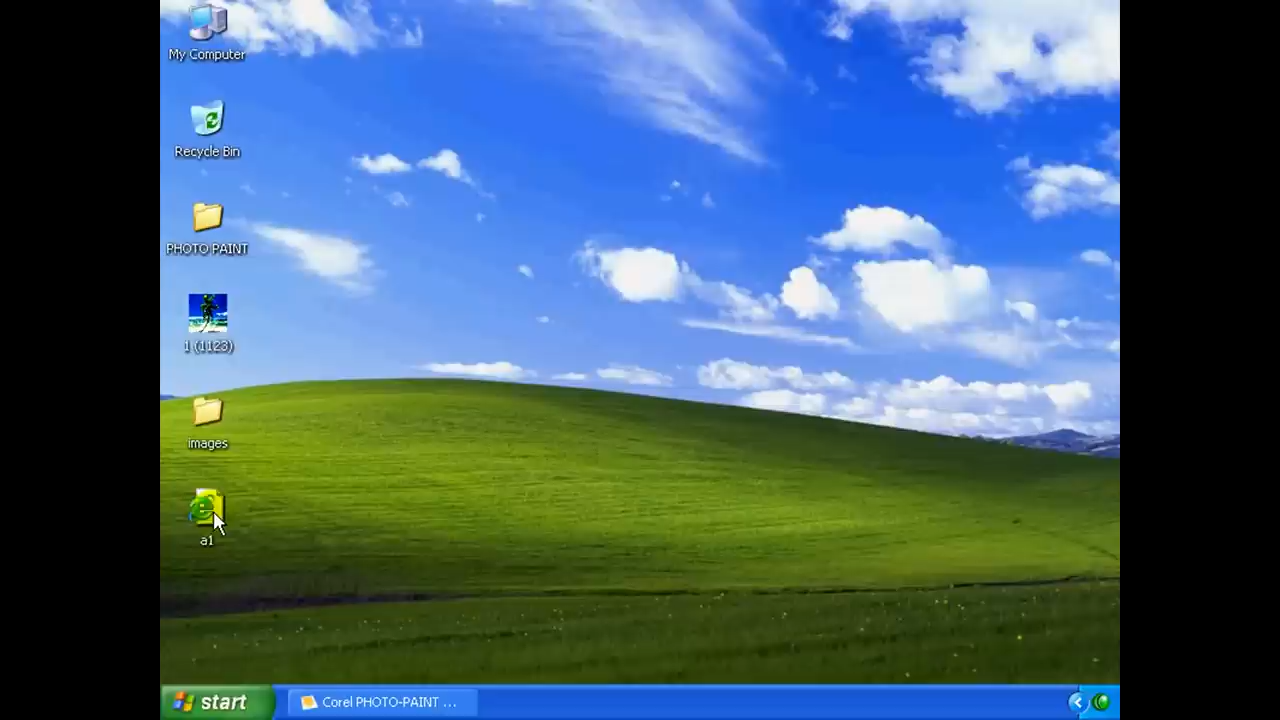 My Computer
Recycle Bin
PHOTO PAINT
1 (1123)
images
a1
start
Corel PHOTO-PAINT ...